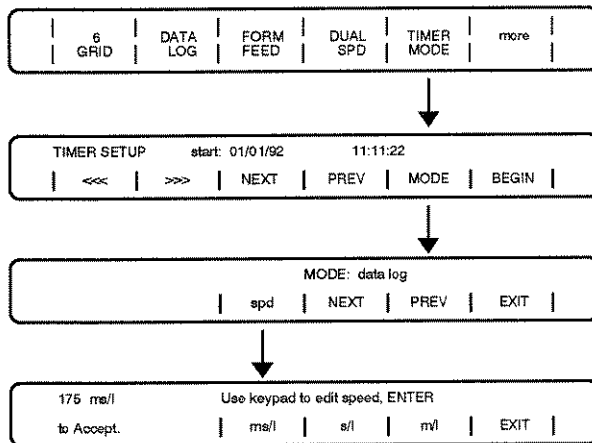 6 DATA FORM DUAL TIMER more
GRID LOG FEED SPD MODE
TIMER SETUP start: 01/01/92 11:11:22
<<< >>> NEXT PREV MODE BEGIN
MODE: data log
spd NEXT PREV EXIT
175 ms/l Use keypad to edit speed, ENTER
to Accept. ms/l s/l m/l EXIT